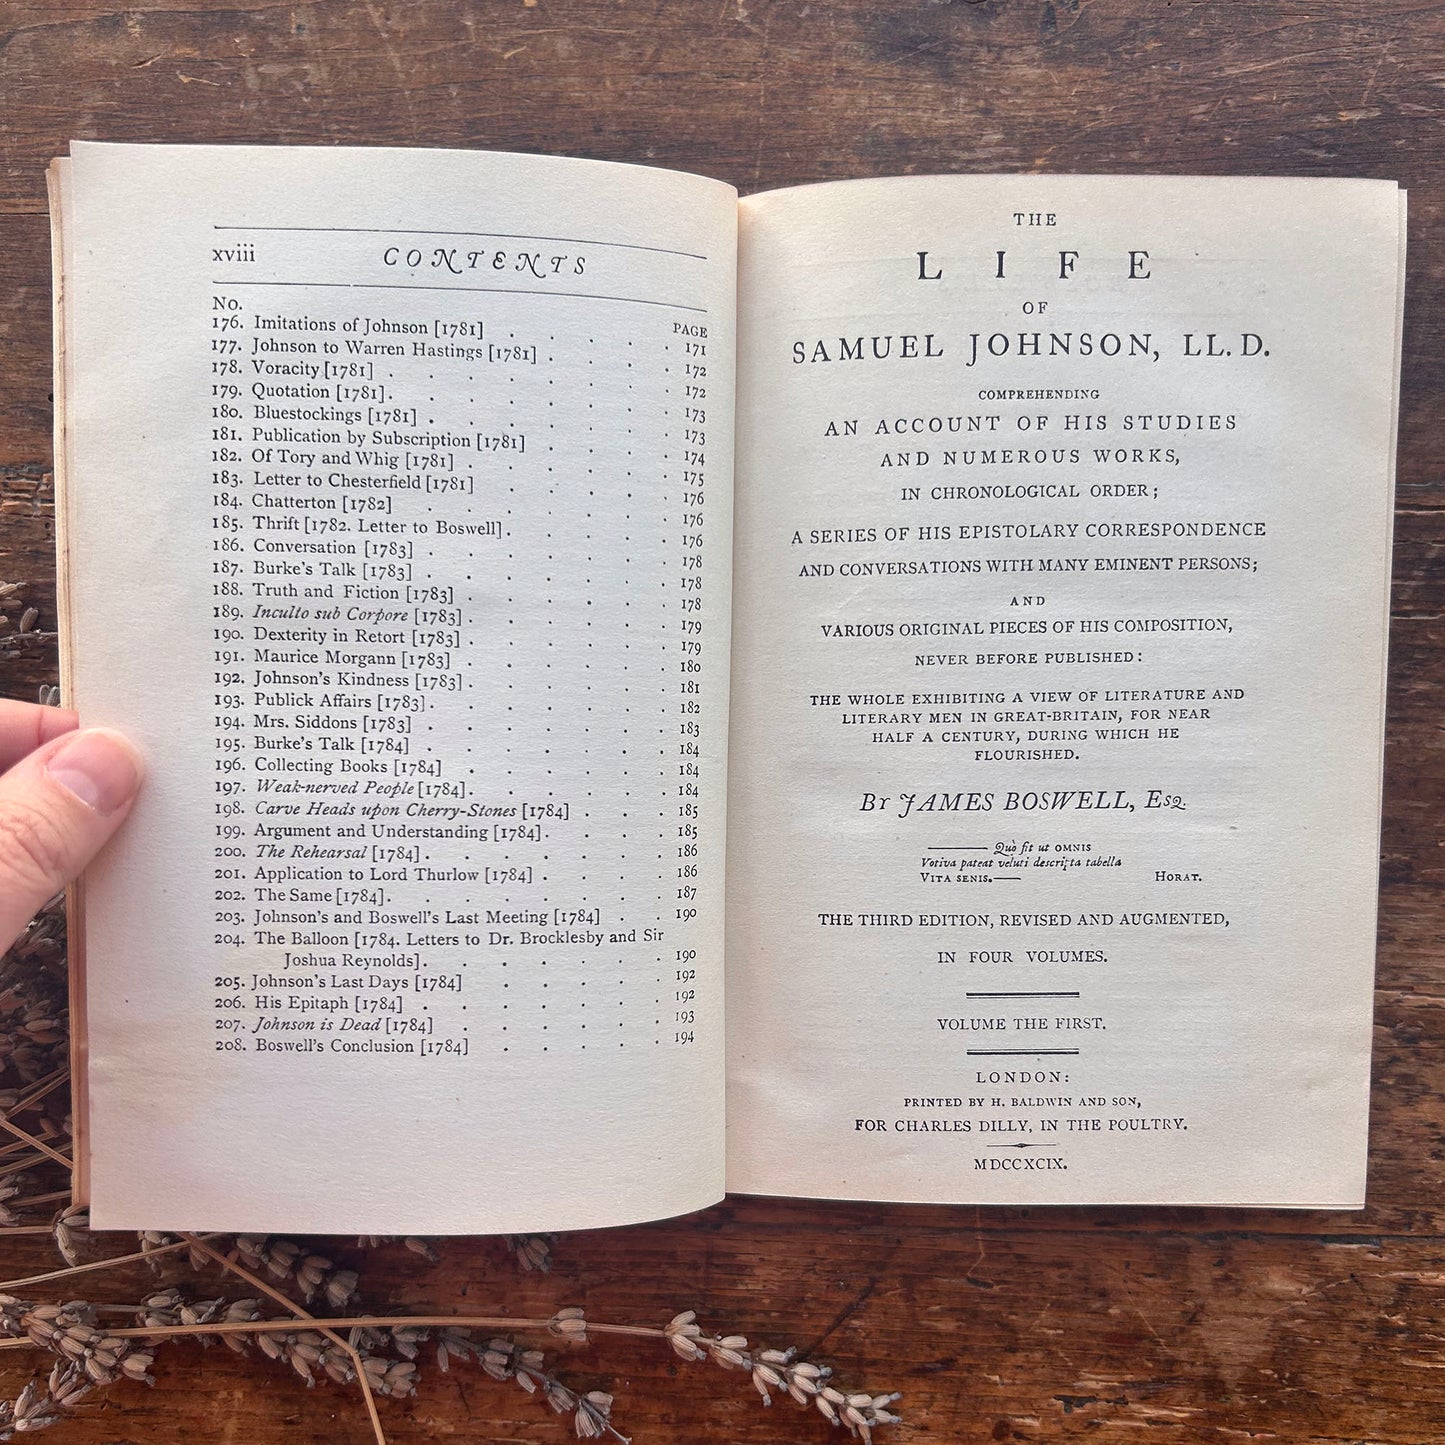 xviii CONTENTS
No. PAGE
176. Imitations of Johnson [1781] . . . . 171
177. Johnson to Warren Hastings [1781] . . . . 172
178. Voracity [1781] . . . . . . 172
179. Quotation [1781]. . . . . . 173
180. Bluestockings [1781] . . . . . . 173
181. Publication by Subscription [1781] . . . . 174
182. Of Tory and Whig [1781] . . . . . 175
183. Letter to Chesterfield [1781] . . . . 176
184. Chatterton [1782] . . . . . . 176
185. Thrift [1782. Letter to Boswell]. . . . . 176
186. Conversation [1783] . . . . . . 178
187. Burke's Talk [1783] . . . . . . 178
188. Truth and Fiction [1783] . . . . . 178
189. Inculto sub Corpore [1783] . . . . . 179
190. Dexterity in Retort [1783] . . . . . 179
191. Maurice Morgann [1783] . . . . . 180
192. Johnson's Kindness [1783] . . . . . 181
193. Publick Affairs [1783]. . . . . . 182
194. Mrs. Siddons [1783] . . . . . . 183
195. Burke's Talk [1784] . . . . . . 184
196. Collecting Books [1784] . . . . . 184
197. Weak-nerved People [1784]. . . . . 184
198. Carve Heads upon Cherry-Stones [1784] . . . 185
199. Argument and Understanding [1784]. . . . 185
200. The Rehearsal [1784]. . . . . . 186
201. Application to Lord Thurlow [1784] . . . . 186
202. The Same [1784]. . . . . . . 187
203. Johnson's and Boswell's Last Meeting [1784] . . 190
204. The Balloon [1784. Letters to Dr. Brocklesby and Sir
Joshua Reynolds]. . . . . . . 190
205. Johnson's Last Days [1784] . . . . . 192
206. His Epitaph [1784] . . . . . . 192
207. Johnson is Dead [1784] . . . . . 193
208. Boswell's Conclusion [1784] . . . . . 194
THE
LIFE
OF
SAMUEL JOHNSON, LL. D.
COMPREHENDING
AN ACCOUNT OF HIS STUDIES
AND NUMEROUS WORKS,
IN CHRONOLOGICAL ORDER;
A SERIES OF HIS EPISTOLARY CORRESPONDENCE
AND CONVERSATIONS WITH MANY EMINENT PERSONS;
AND
VARIOUS ORIGINAL PIECES OF HIS COMPOSITION,
NEVER BEFORE PUBLISHED:
THE WHOLE EXHIBITING A VIEW OF LITERATURE AND
LITERARY MEN IN GREAT-BRITAIN, FOR NEAR
HALF A CENTURY, DURING WHICH HE
FLOURISHED.
By JAMES BOSWELL, Esq.
——— Quò fit ut OMNIS
Votiva pateat veluti descripta tabella
VITA SENIS.—— HORAT.
THE THIRD EDITION, REVISED AND AUGMENTED,
IN FOUR VOLUMES.
VOLUME THE FIRST.
LONDON:
PRINTED BY H. BALDWIN AND SON,
FOR CHARLES DILLY, IN THE POULTRY.
MDCCXCIX.